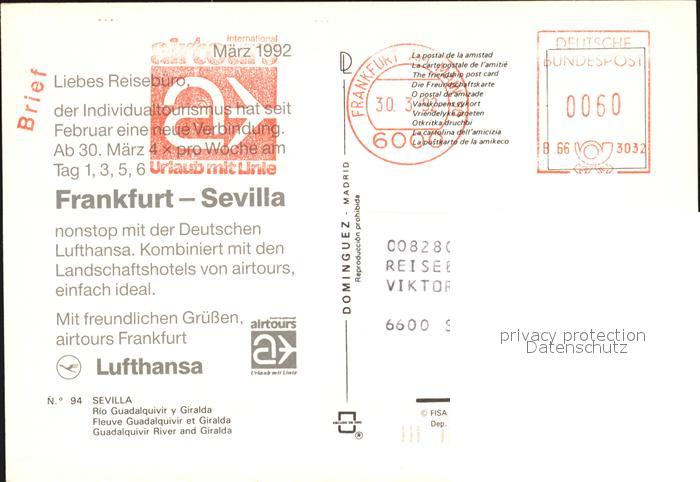 international
airtours
März 1992
Brief
Liebes Reisebüro,
der Individualtourismus hat seit
Februar eine neue Verbindung.
Ab 30. März 4 x pro Woche am
Tag 1, 3, 5, 6
Urlaub mit Linie
Frankfurt – Sevilla
nonstop mit der Deutschen
Lufthansa. Kombiniert mit den
Landschaftshotels von airtours,
einfach ideal.
Mit freundlichen Grüßen,
airtours Frankfurt
airtours
a
Urlaub mit Linie
Lufthansa
N.º 94 SEVILLA
Río Guadalquivir y Giralda
Fleuve Guadalquivir et Giralda
Guadalquivir River and Giralda
DOMINGUEZ - MADRID
Reproducción prohibida
La postal de la amistad
La carte postale de l'amitié
The friendship post card
Die Freundschaftkarte
O postal de amizade
Vanskopens vykort
Vriendelyke groeten
Otkritka druchbi
La cartolina dell'amicizia
La postkarto de la amikeco
FRANKFURT
30. 3
600
DEUTSCHE
BUNDESPOST
0060
B 66 3032
00828
REISE
VIKTOR
6600 S
privacy protection
Datenschutz
© FISA
Dep.
®